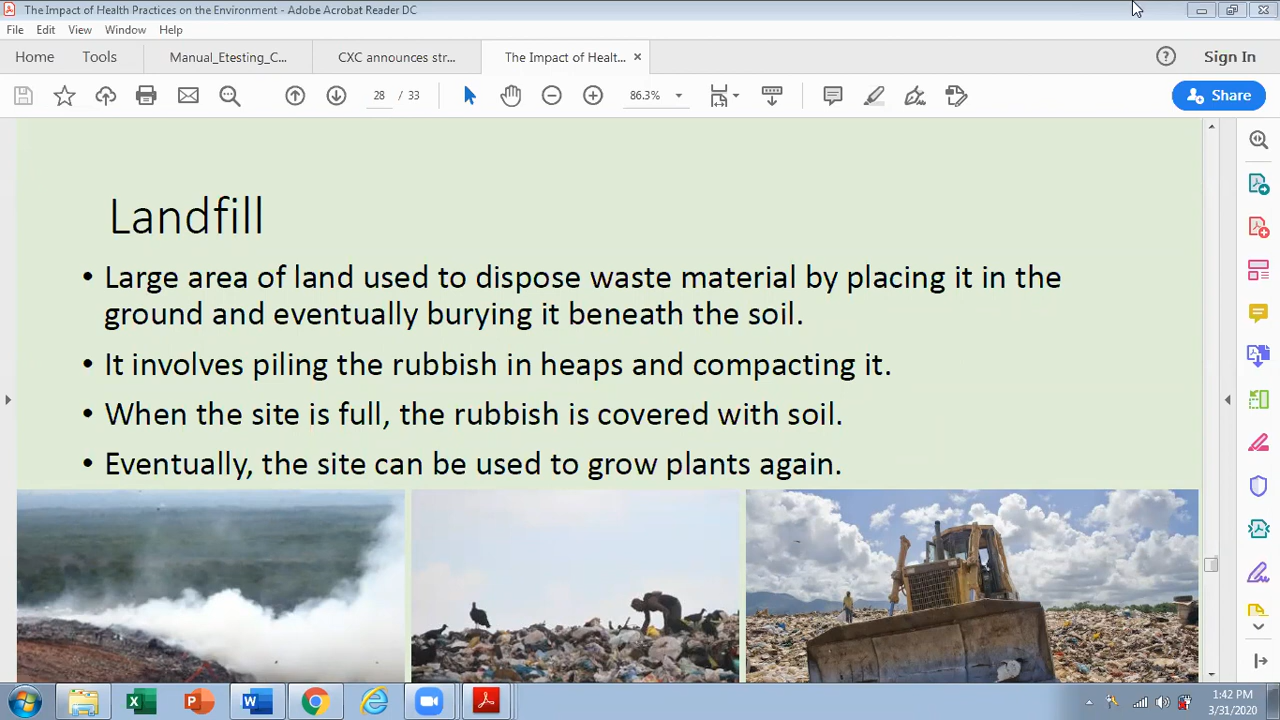 The Impact of Health Practices on the Environment - Adobe Acrobat Reader DC
File Edit View Window Help
Home Tools Manual_Etesting_C... CXC announces str... The Impact of Healt... × Sign In
28 / 33 86.3% Share
Landfill
• Large area of land used to dispose waste material by placing it in the
ground and eventually burying it beneath the soil.
• It involves piling the rubbish in heaps and compacting it.
• When the site is full, the rubbish is covered with soil.
• Eventually, the site can be used to grow plants again.
1:42 PM
3/31/2020